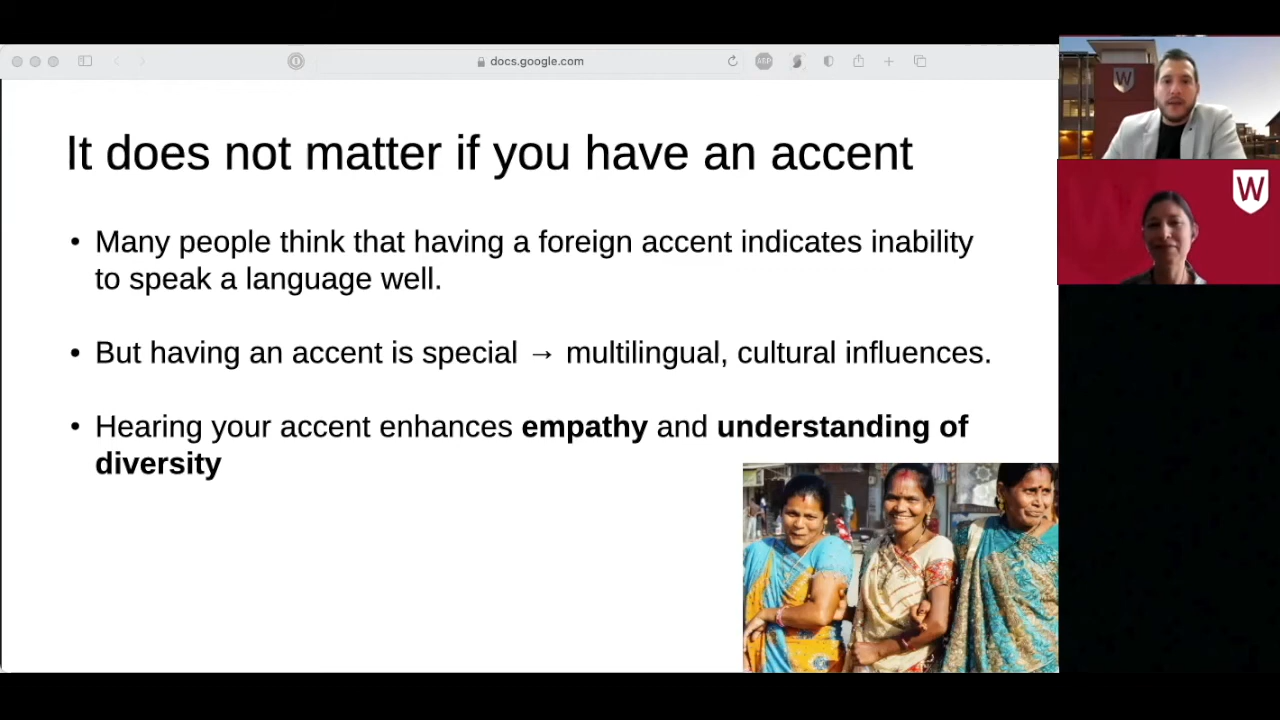 docs.google.com
ABP
W
It does not matter if you have an accent
• Many people think that having a foreign accent indicates inability
to speak a language well.
• But having an accent is special → multilingual, cultural influences.
• Hearing your accent enhances empathy and understanding of
diversity
W